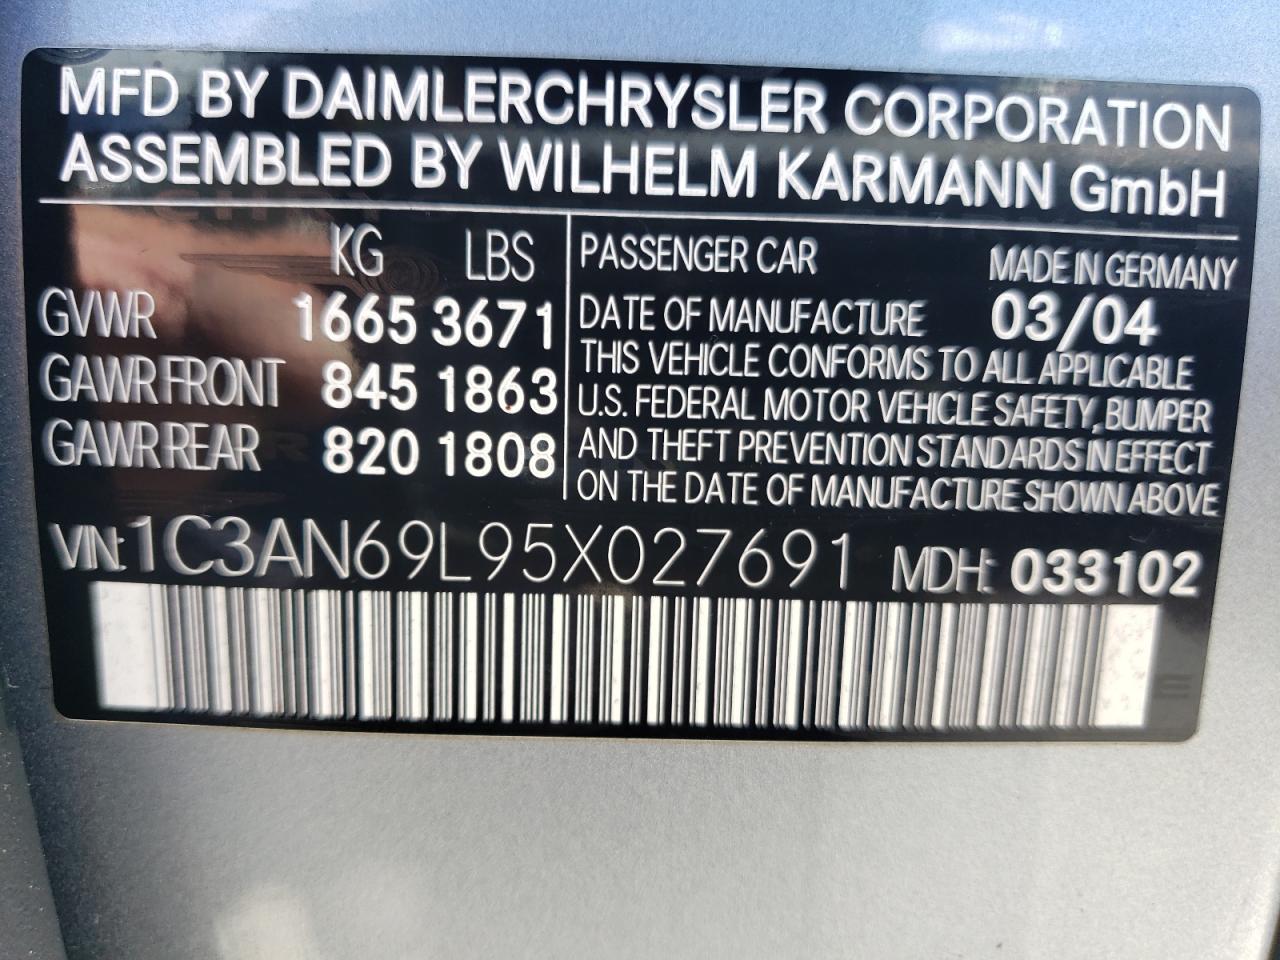 MFD BY DAIMLERCHRYSLER CORPORATION
ASSEMBLED BY WILHELM KARMANN GmbH
KG LBS
GVWR 1665 3671
GAWR FRONT 845 1863
GAWR REAR 820 1808
PASSENGER CAR MADE IN GERMANY
DATE OF MANUFACTURE 03/04
THIS VEHICLE CONFORMS TO ALL APPLICABLE
U.S. FEDERAL MOTOR VEHICLE SAFETY, BUMPER
AND THEFT PREVENTION STANDARDS IN EFFECT
ON THE DATE OF MANUFACTURE SHOWN ABOVE
VIN: 1C3AN69L95X027691 MDH: 033102